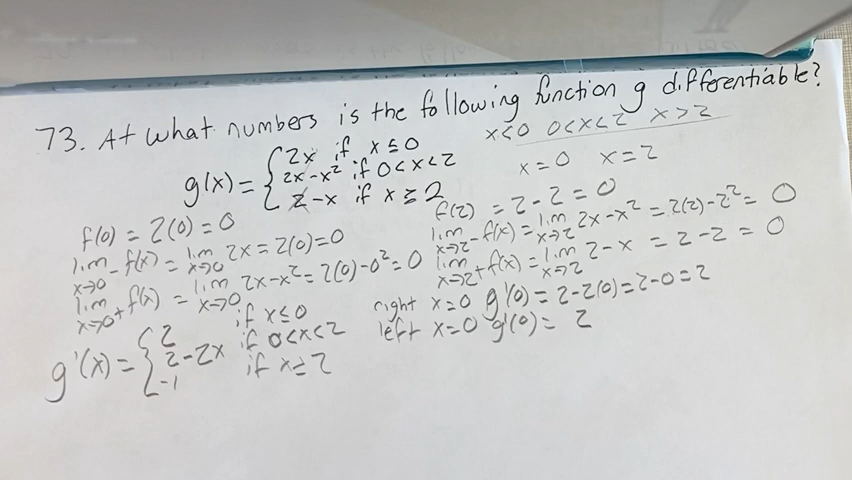 73. At what numbers is the following function g differentiable?
g(x) = { 2x if x ≤ 0
2x-x² if 0<x<2
2-x if x ≥ 2
x<0 0<x<2 x>2
x=0 x=2
f(0) = 2(0) = 0
lim x→0⁻ f(x) = lim x→0 2x = 2(0)=0
lim x→0⁺ f(x) = lim x→0 2x-x² = 2(0)-0² = 0
f(2) = 2-2 = 0
lim x→2⁻ f(x) = lim x→2 2x-x² = 2(2)-2² = 0
lim x→2⁺ f(x) = lim x→2 2-x = 2-2 = 0
g'(x) = { 2 if x≤0
2-2x if 0<x<2
-1 if x≥2
right x=0 g'(0) = 2-2(0)=2-0=2
left x=0 g'(0) = 2